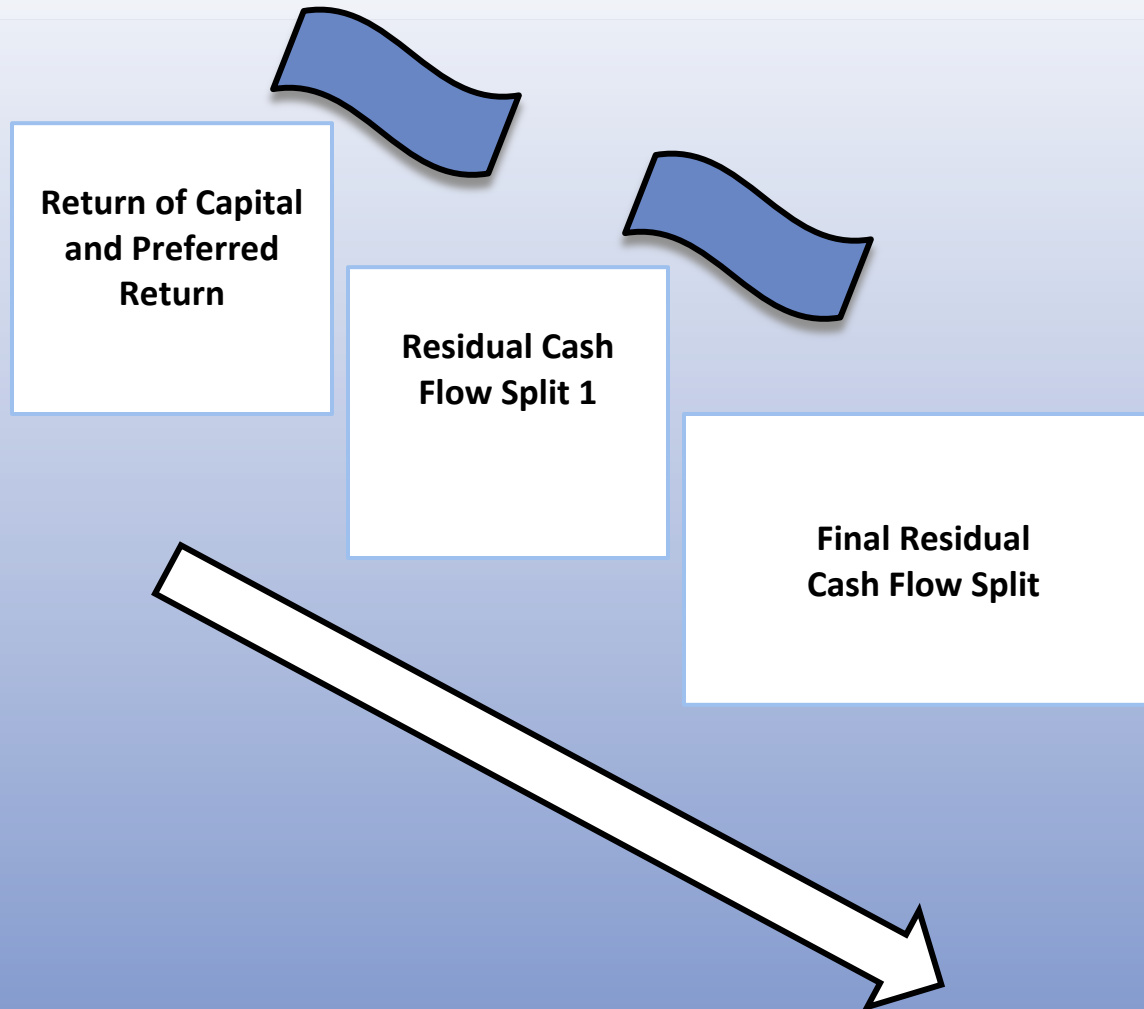 Return of Capital
and Preferred
Return
Residual Cash
Flow Split 1
Final Residual
Cash Flow Split